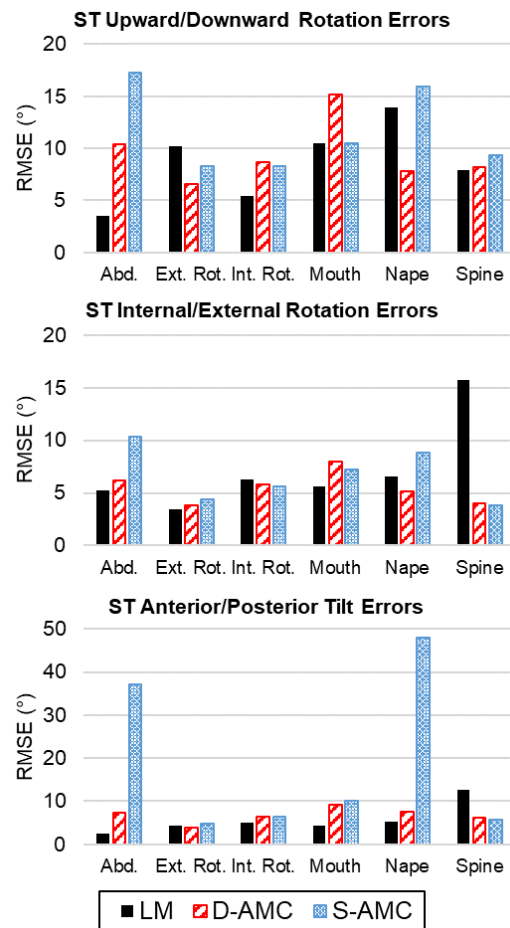 ST Upward/Downward Rotation Errors
20
15
10
5
0
RMSE (°)
Abd. Ext. Rot. Int. Rot. Mouth Nape Spine
ST Internal/External Rotation Errors
20
15
10
5
0
RMSE (°)
Abd. Ext. Rot. Int. Rot. Mouth Nape Spine
ST Anterior/Posterior Tilt Errors
50
40
30
20
10
0
RMSE (°)
Abd. Ext. Rot. Int. Rot. Mouth Nape Spine
LM D-AMC S-AMC